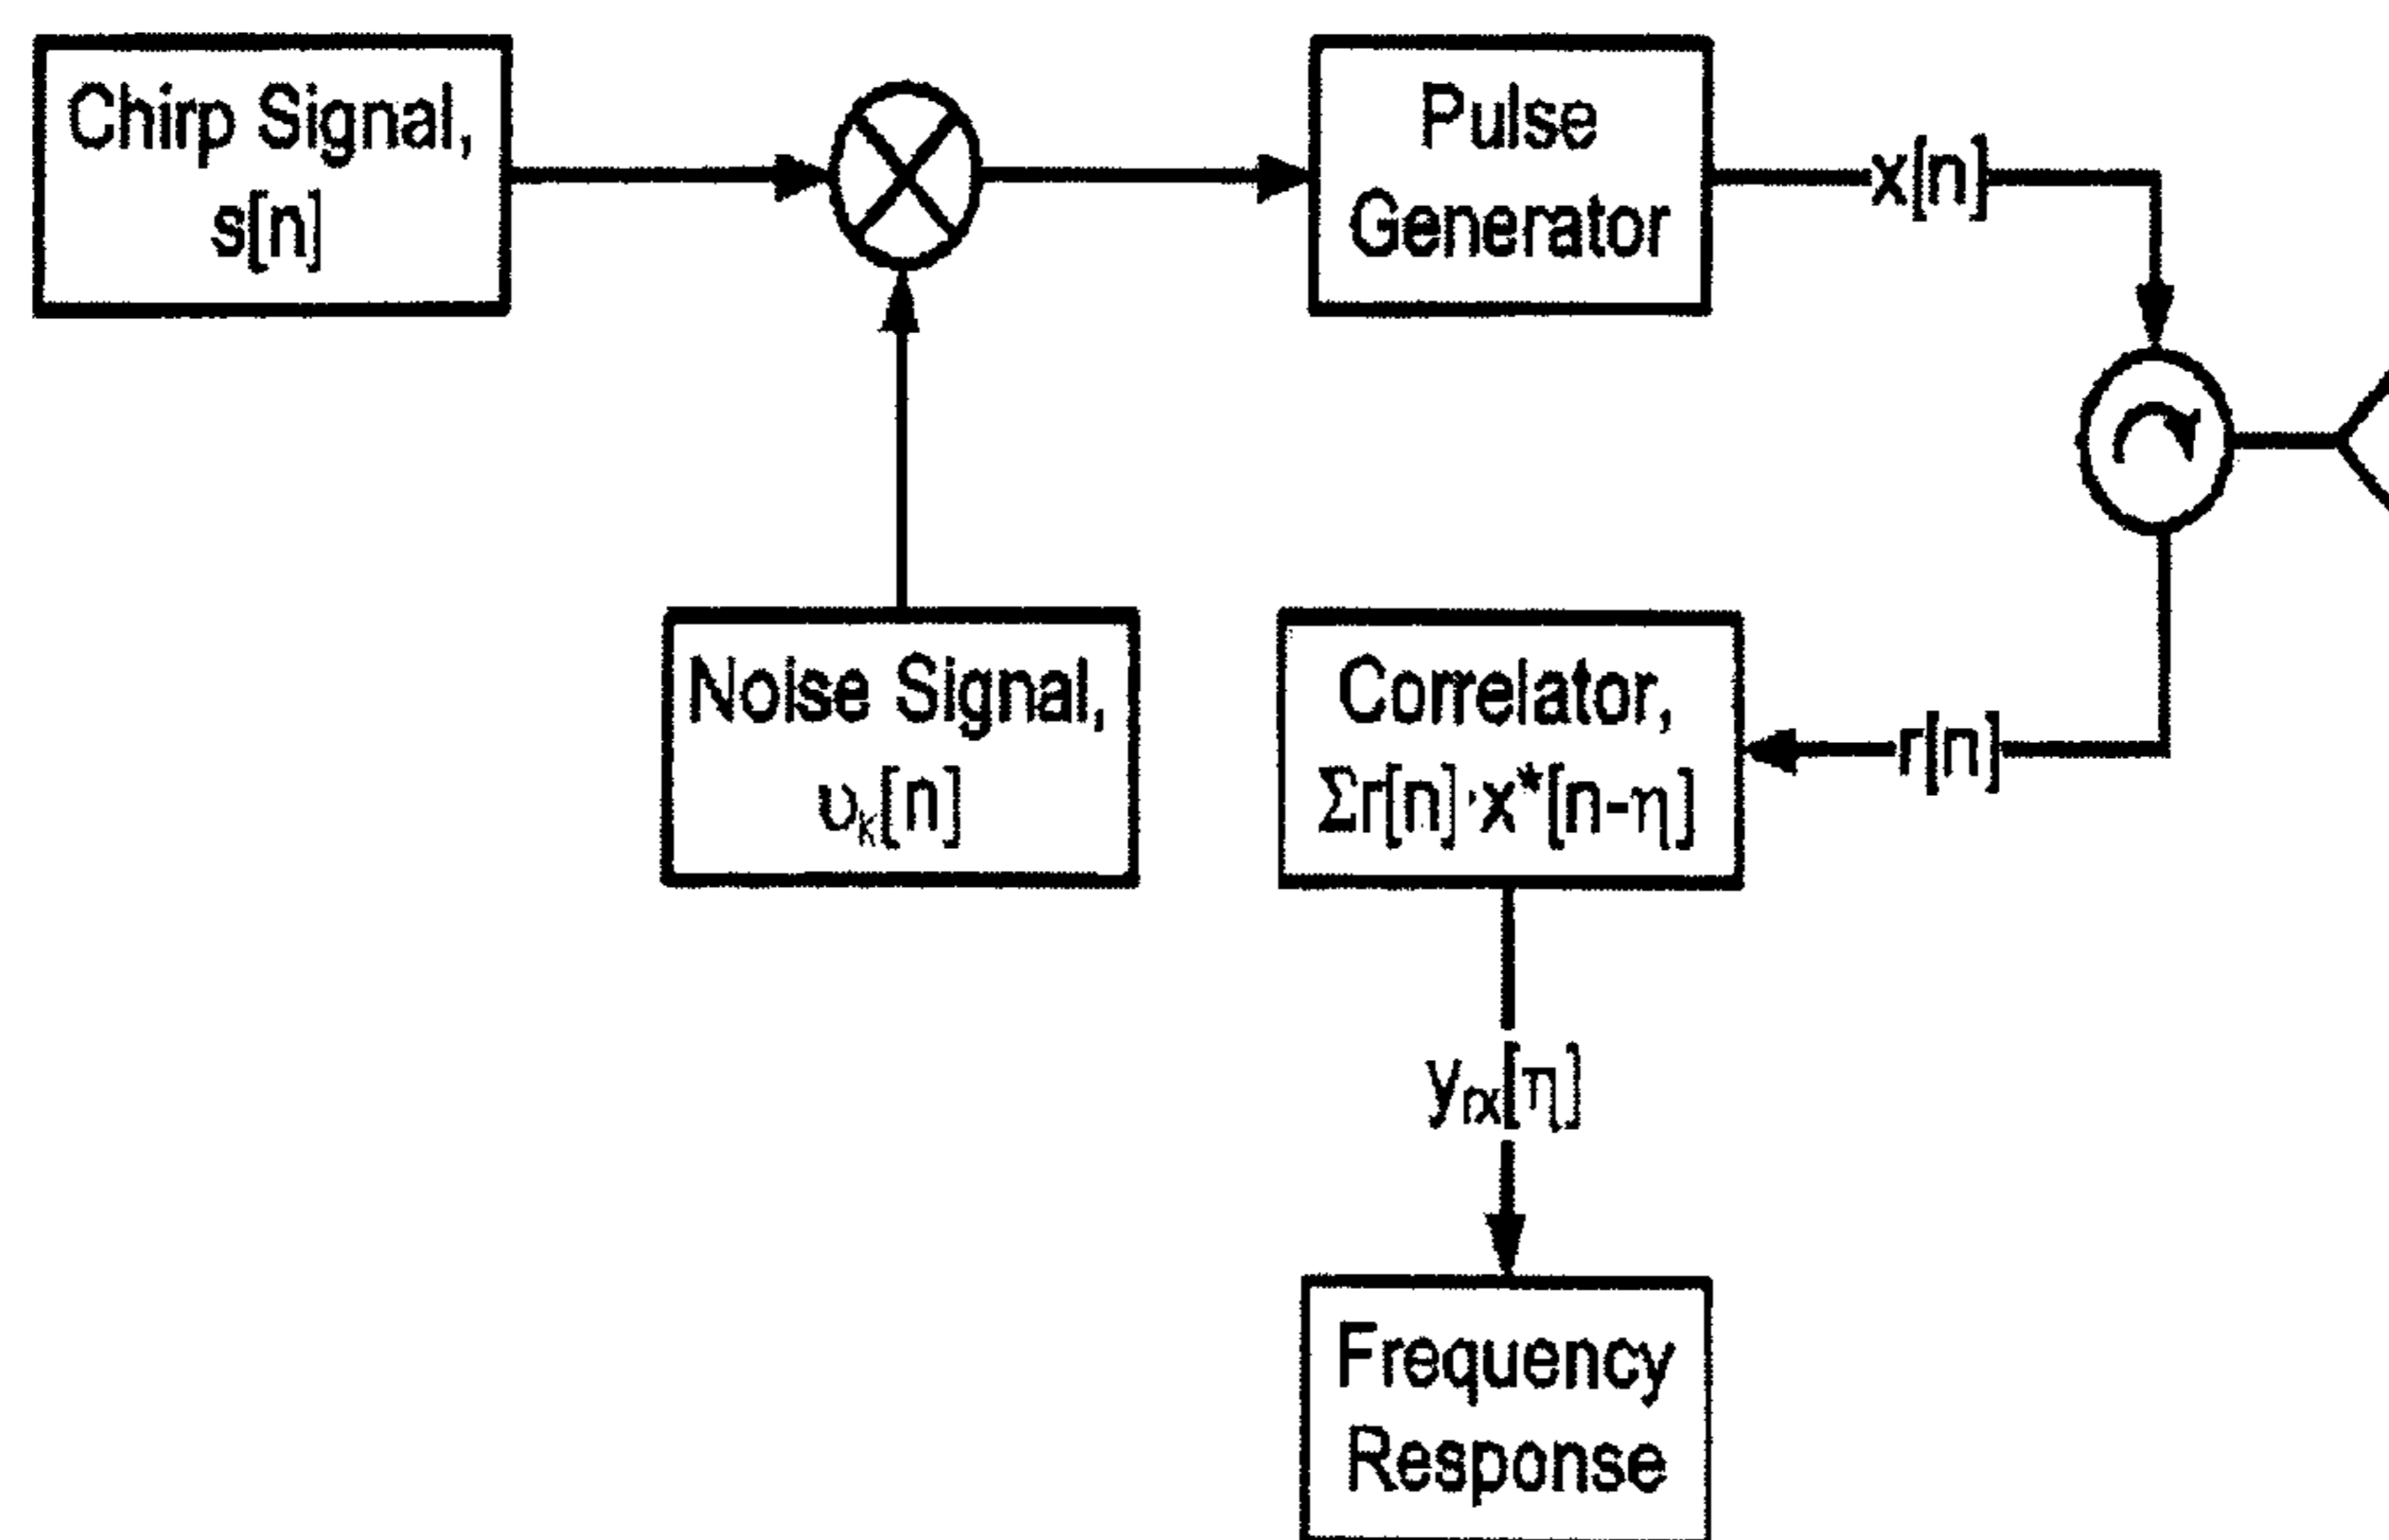 Chirp Signal,
s[n]
Pulse
Generator
x[n]
Noise Signal,
υₖ[n]
Correlator,
Σr[n]·x*[n-η]
r[n]
yᵣₓ[η]
Frequency
Response